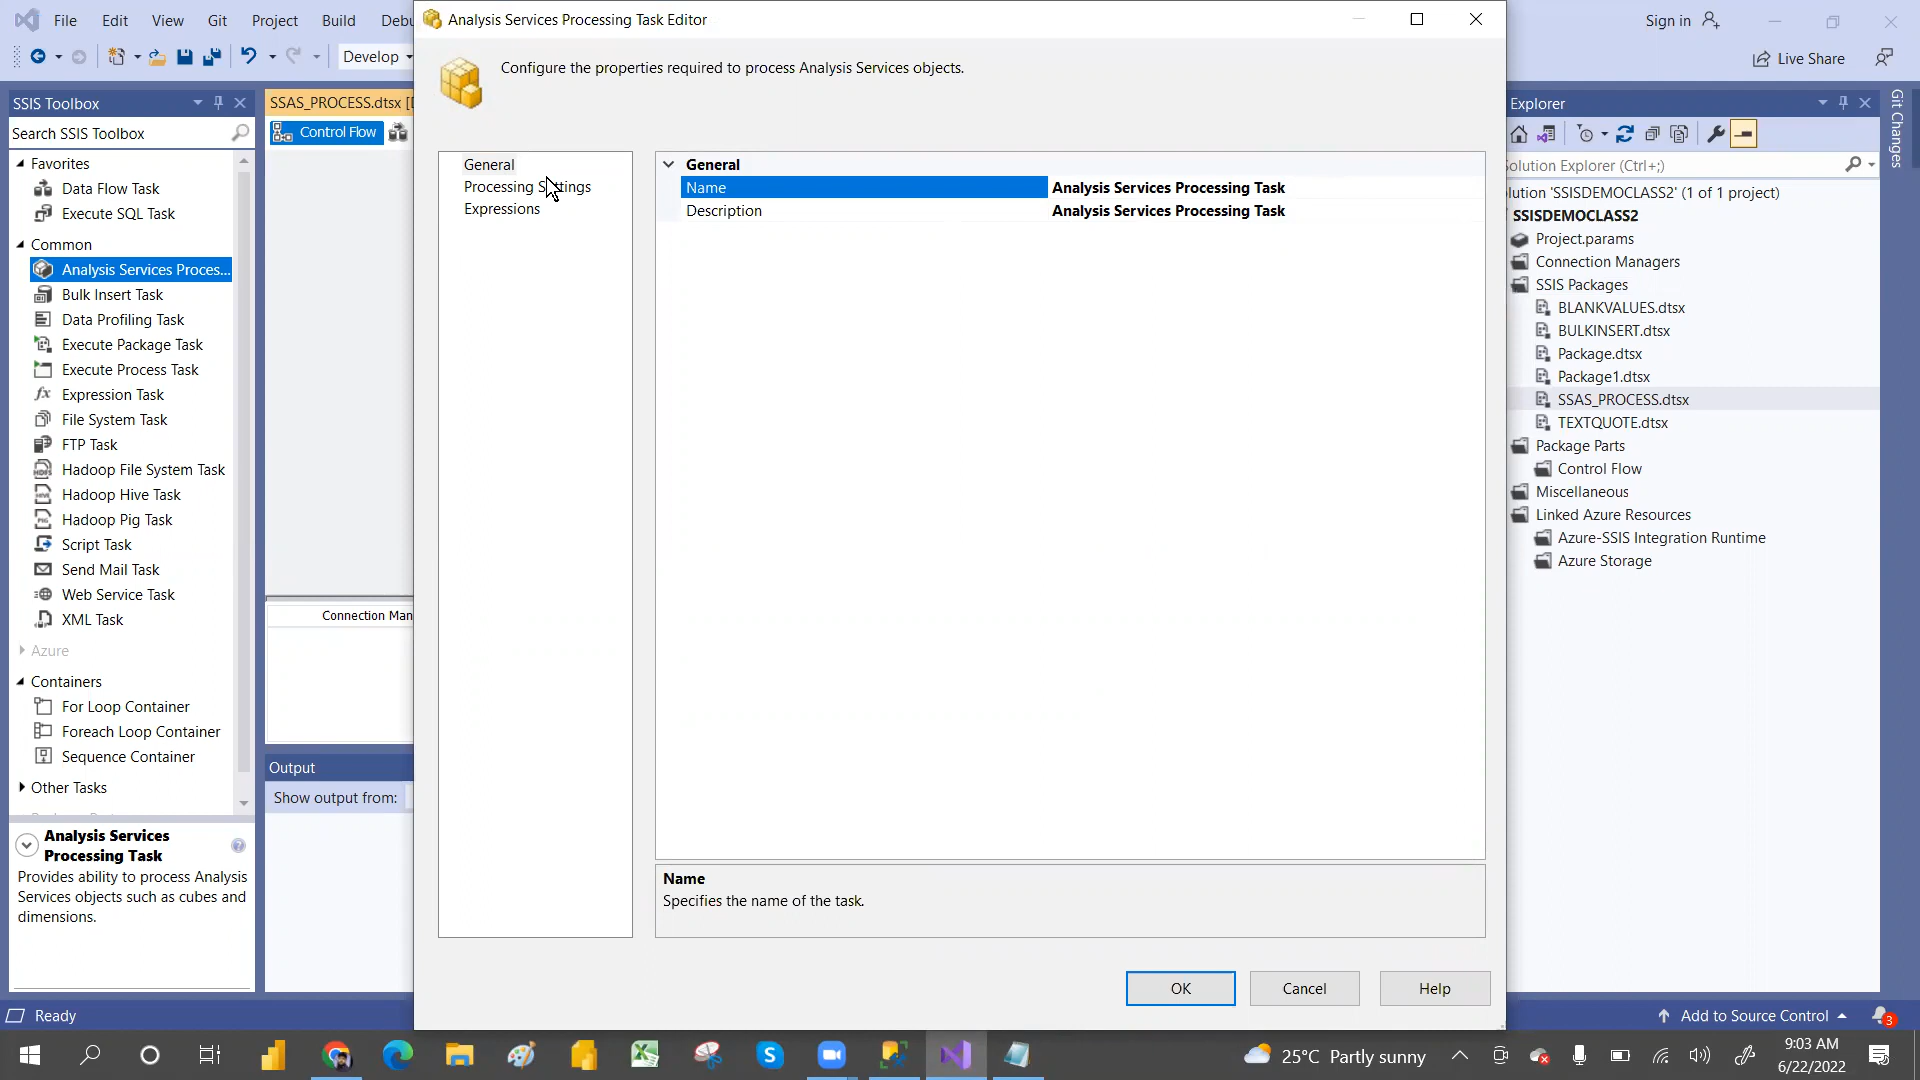 File Edit View Git Project Build Debu
Analysis Services Processing Task Editor
Sign in
Develop
Live Share
Configure the properties required to process Analysis Services objects.
SSIS Toolbox
Search SSIS Toolbox
Favorites
Data Flow Task
Execute SQL Task
Common
Analysis Services Proces...
Bulk Insert Task
Data Profiling Task
Execute Package Task
Execute Process Task
Expression Task
File System Task
FTP Task
Hadoop File System Task
Hadoop Hive Task
Hadoop Pig Task
Script Task
Send Mail Task
Web Service Task
XML Task
Azure
Containers
For Loop Container
Foreach Loop Container
Sequence Container
Other Tasks
Analysis Services
Processing Task
Provides ability to process Analysis
Services objects such as cubes and
dimensions.
SSAS_PROCESS.dtsx [D
Control Flow
Connection Man
Output
Show output from:
General
Processing Settings
Expressions
General
Name Analysis Services Processing Task
Description Analysis Services Processing Task
Name
Specifies the name of the task.
OK Cancel Help
Explorer
Solution Explorer (Ctrl+;)
lution 'SSISDEMOCLASS2' (1 of 1 project)
SSISDEMOCLASS2
Project.params
Connection Managers
SSIS Packages
BLANKVALUES.dtsx
BULKINSERT.dtsx
Package.dtsx
Package1.dtsx
SSAS_PROCESS.dtsx
TEXTQUOTE.dtsx
Package Parts
Control Flow
Miscellaneous
Linked Azure Resources
Azure-SSIS Integration Runtime
Azure Storage
Git Changes
Ready
Add to Source Control
3
25°C Partly sunny
9:03 AM
6/22/2022